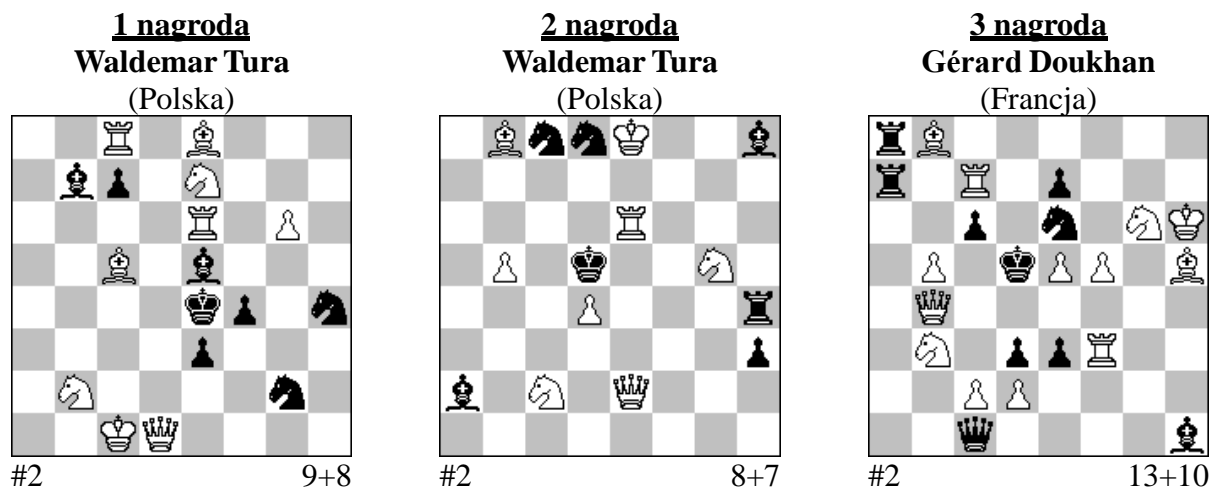 1 nagroda
Waldemar Tura
(Polska)
#2 9+8
2 nagroda
Waldemar Tura
(Polska)
#2 8+7
3 nagroda
Gérard Doukhan
(Francja)
#2 13+10